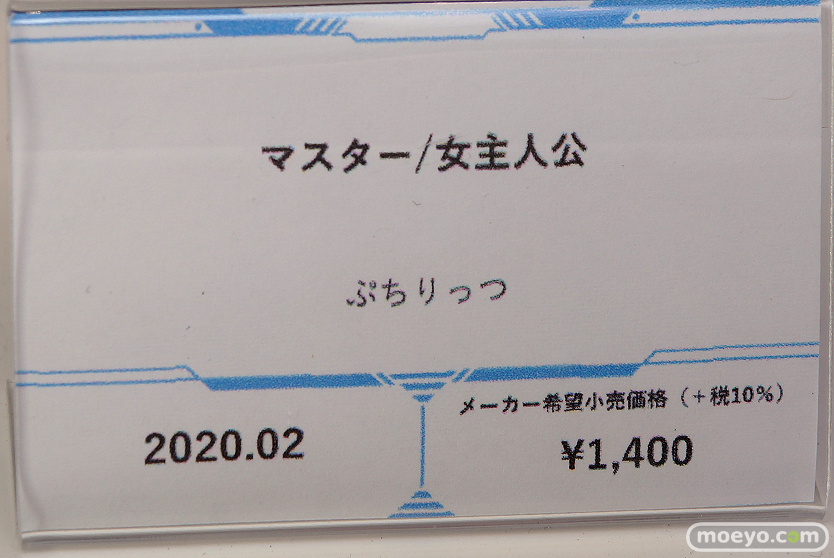 マスター/女主人公
ぷちりっつ
メーカー希望小売価格（＋税10%）
2020.02
¥1,400
moeyo.com